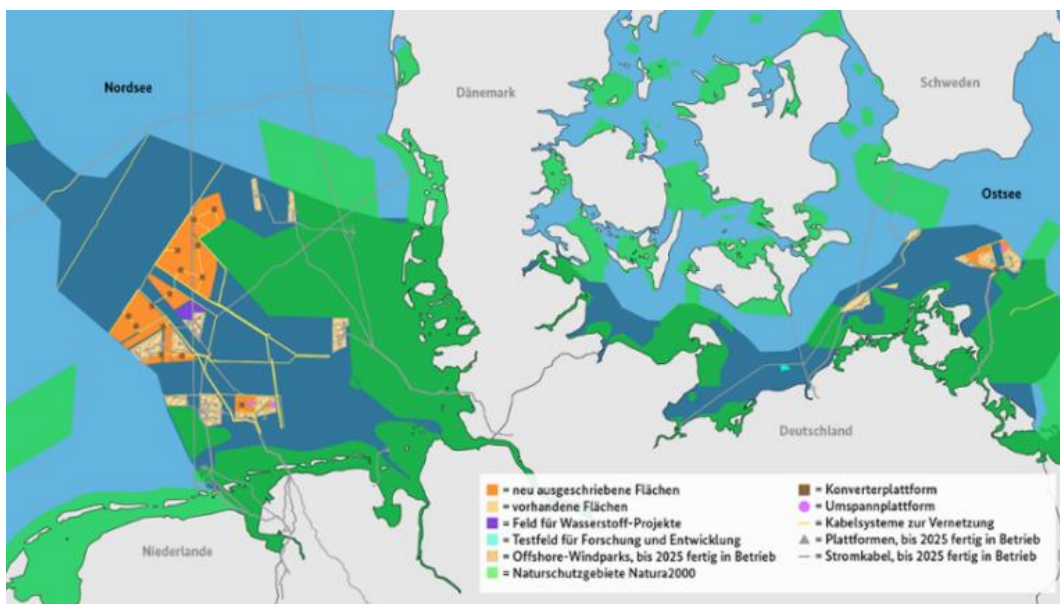 Nordsee
Dänemark
Schweden
Ostsee
Deutschland
Niederlande
= neu ausgeschriebene Flächen
= vorhandene Flächen
= Feld für Wasserstoff-Projekte
= Testfeld für Forschung und Entwicklung
= Offshore-Windparks, bis 2025 fertig in Betrieb
= Naturschutzgebiete Natura2000
= Konverterplattform
= Umspannplattform
= Kabelsysteme zur Vernetzung
= Plattformen, bis 2025 fertig in Betrieb
= Stromkabel, bis 2025 fertig in Betrieb